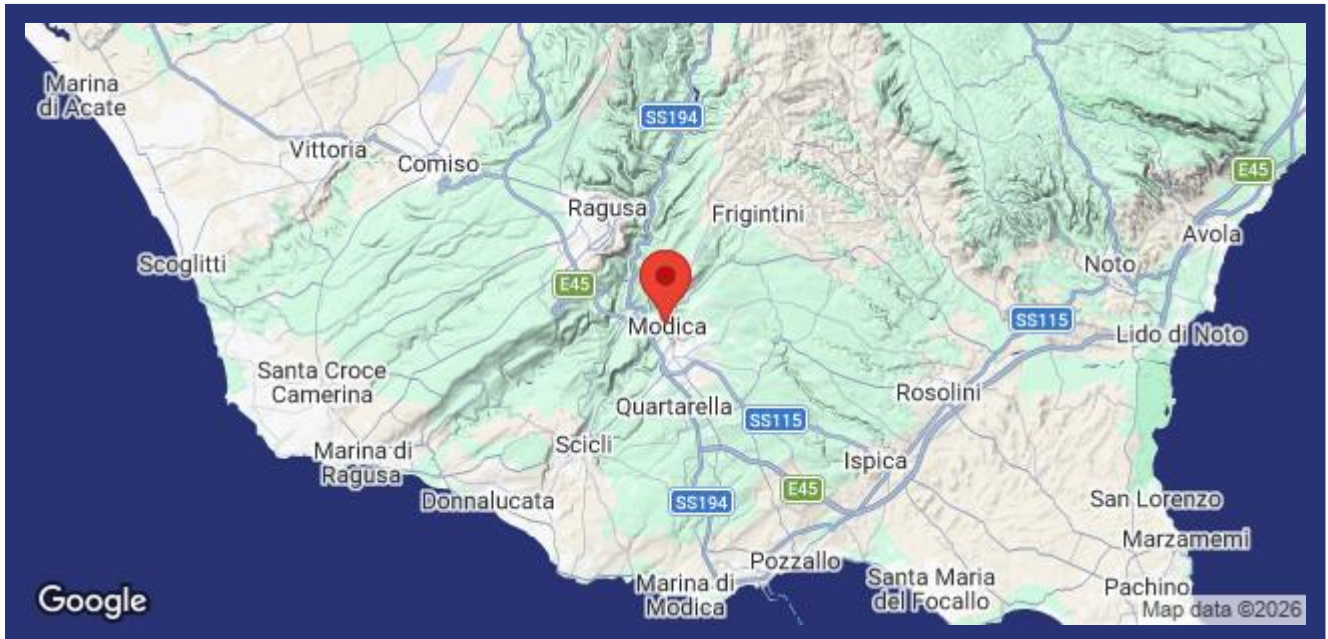 Marina
di Acate
SS194
Vittoria
Comiso
E45
Ragusa
Frigintini
Avola
Scoglitti
Noto
E45
Modica
SS115
Lido di Noto
Santa Croce
Camerina
Rosolini
Quartarella
SS115
Scicli
Marina di
Ragusa
Ispica
Donnalucata
SS194
E45
San Lorenzo
Marzamemi
Pozzallo
Marina di
Modica
Santa Maria
del Focallo
Pachino
Google
Map data ©2026